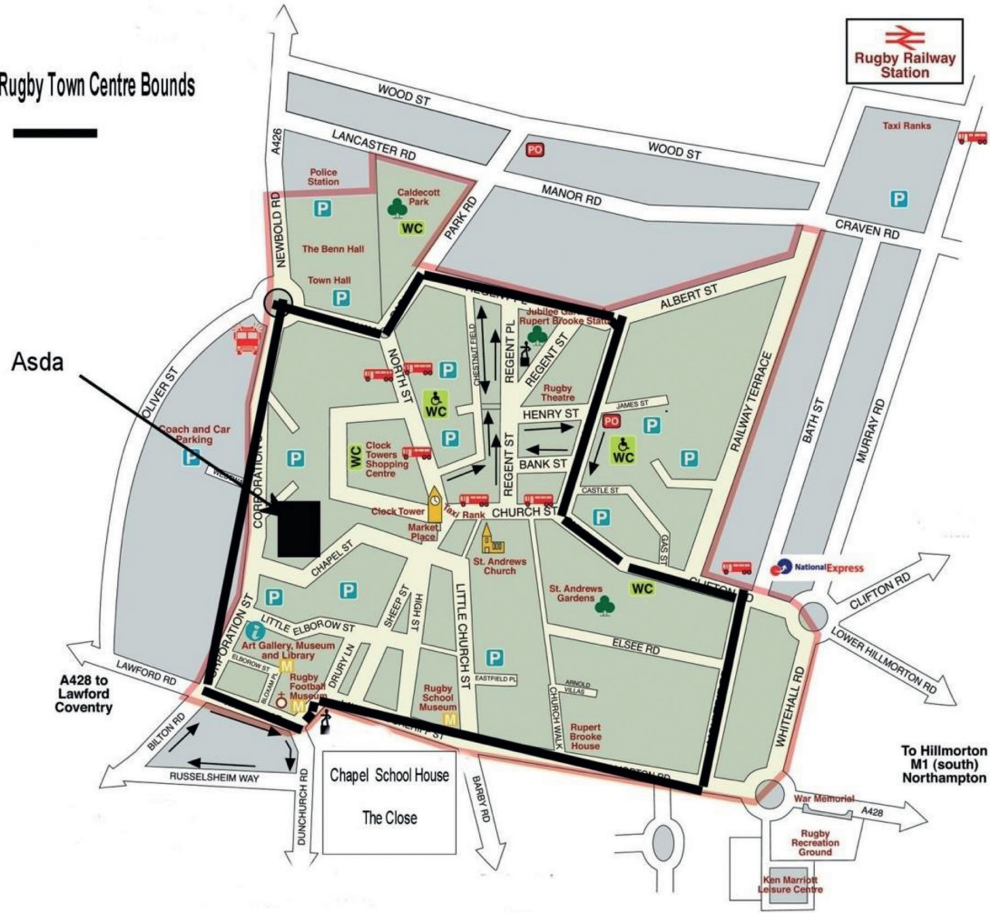 Rugby Town Centre Bounds
Rugby Railway
Station
Taxi Ranks
WOOD ST
LANCASTER RD
A426
PO
WOOD ST
MANOR RD
CRAVEN RD
Police
Station
P
Caldecott
Park
WC
PARK RD
NEWBOLD RD
The Benn Hall
Town Hall
P
P
ALBERT ST
Rupert Brooke
REGENT PL
REGENT ST
CHESTNUT FIELD
NORTH ST
P
WC
P
Rugby
Theatre
HENRY ST
BANK ST
REGENT ST
JAMES ST
PO
WC
P
P
RAILWAY TERRACE
BATH ST
MURRAY RD
Asda
OLIVER ST
Coach and Car
Parking
P
P
WC
Clock
Towers
Shopping
Centre
Clock Tower
Taxi Rank
Market
Place
CHURCH ST
CASTLE ST
P
GAS ST
St. Andrews
Church
CHAPEL ST
P
P
St. Andrews
Gardens
WC
National Express
CLIFTON RD
LOWER HILLMORTON RD
SHEEP ST
HIGH ST
LITTLE CHURCH ST
LITTLE ELBOROW ST
i
Art Gallery, Museum
and Library
M
ELBOROW ST
BLOXAM PL
DRURY LN
Rugby
Football
Museum
M
P
EASTFIELD PL
ELSEE RD
ARNOLD
VILLAS
CHURCH WALK
Rugby
School
Museum
M
Rupert
Brooke
House
WHITEHALL RD
LAWFORD RD
A428 to
Lawford
Coventry
BILTON RD
RUSSELSHEIM WAY
DUNCHURCH RD
Chapel School House
The Close
BARBY RD
To Hillmorton
M1 (south)
Northampton
War Memorial
A428
Rugby
Recreation
Ground
Ken Marriott
Leisure Centre